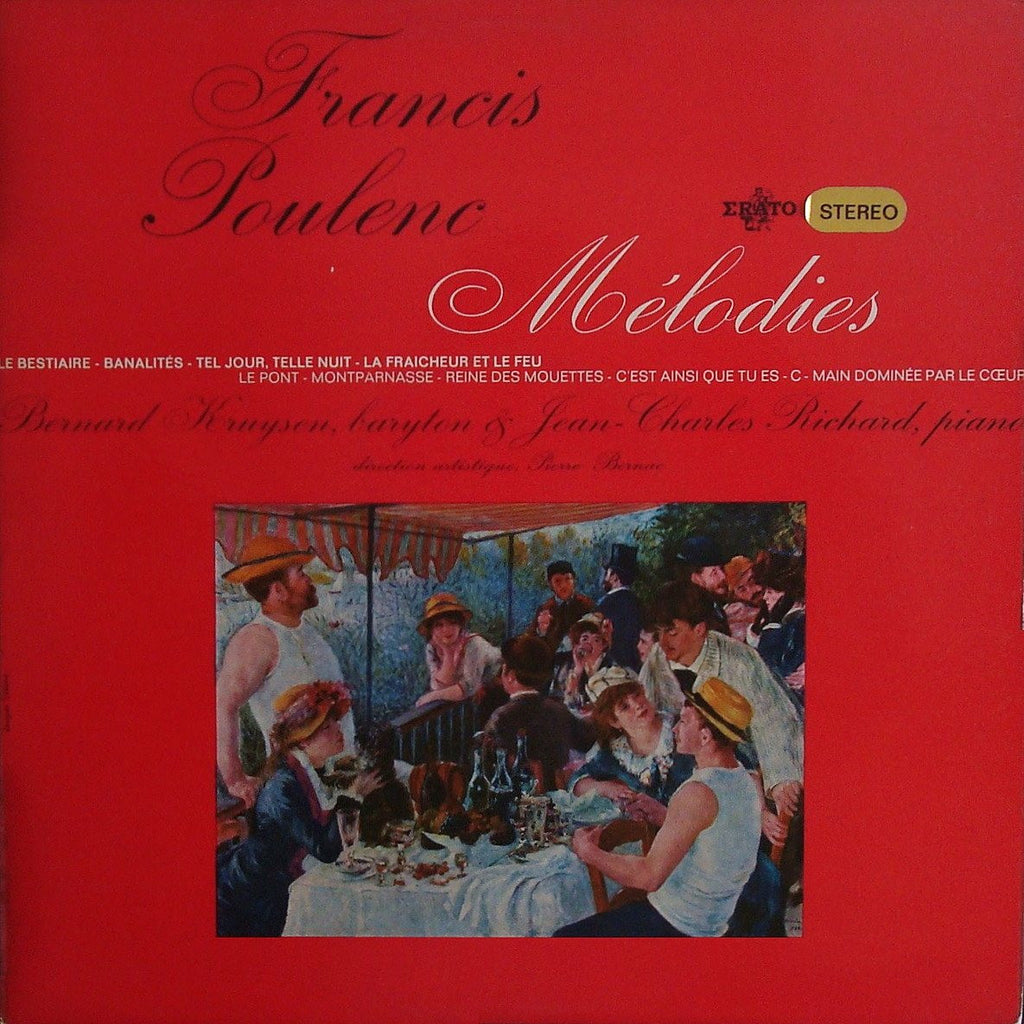 Francis
Poulenc
ΣRATO STEREO
Mélodies
LE BESTIAIRE - BANALITÉS - TEL JOUR, TELLE NUIT - LA FRAICHEUR ET LE FEU
LE PONT - MONTPARNASSE - REINE DES MOUETTES - C'EST AINSI QUE TU ES - C - MAIN DOMINÉE PAR LE CŒUR
Bernard Kruysen, baryton & Jean-Charles Richard, piano
direction artistique, Pierre Bernac